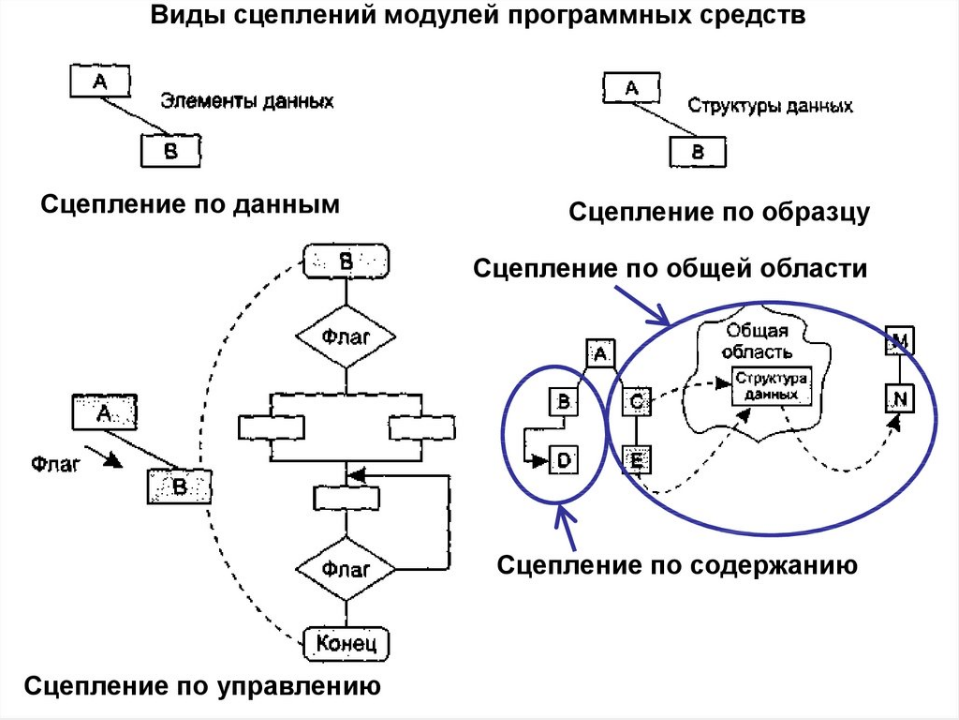 Виды сцеплений модулей программных средств
A
Элементы данных
B
Сцепление по данным
A
Структуры данных
B
Сцепление по образцу
B
Флаг
A
Флаг
B
Флаг
Конец
Сцепление по управлению
Сцепление по общей области
Общая
область
Структура
данных
A
B
C
D
E
M
N
Сцепление по содержанию